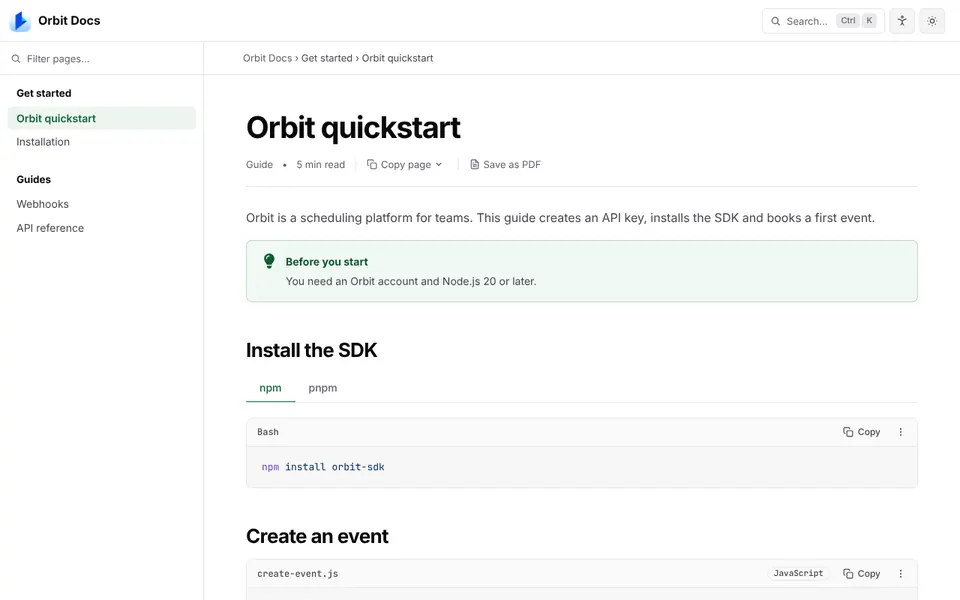 Orbit Docs
Search... Ctrl K
Filter pages...
Orbit Docs › Get started › Orbit quickstart
Get started
Orbit quickstart
Installation
Guides
Webhooks
API reference
Orbit quickstart
Guide • 5 min read Copy page Save as PDF
Orbit is a scheduling platform for teams. This guide creates an API key, installs the SDK and books a first event.
Before you start
You need an Orbit account and Node.js 20 or later.
Install the SDK
npm pnpm
Bash Copy
npm install orbit-sdk
Create an event
create-event.js JavaScript Copy